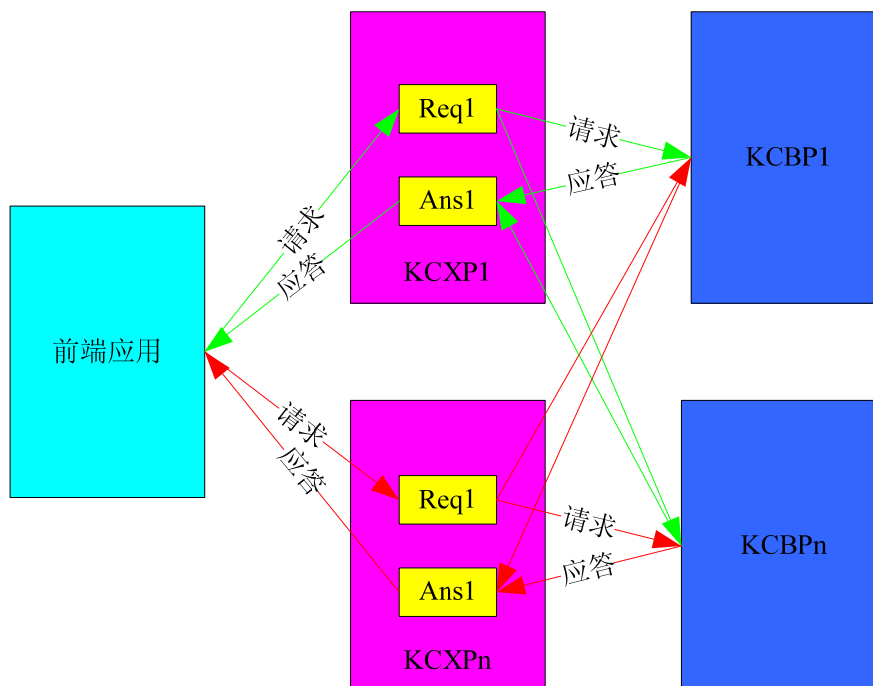 Req1
请求
KCBP1
应答
Ans1
请求
KCXP1
应答
前端应用
请求
应答
Req1
请求
KCBPn
应答
Ans1
KCXPn